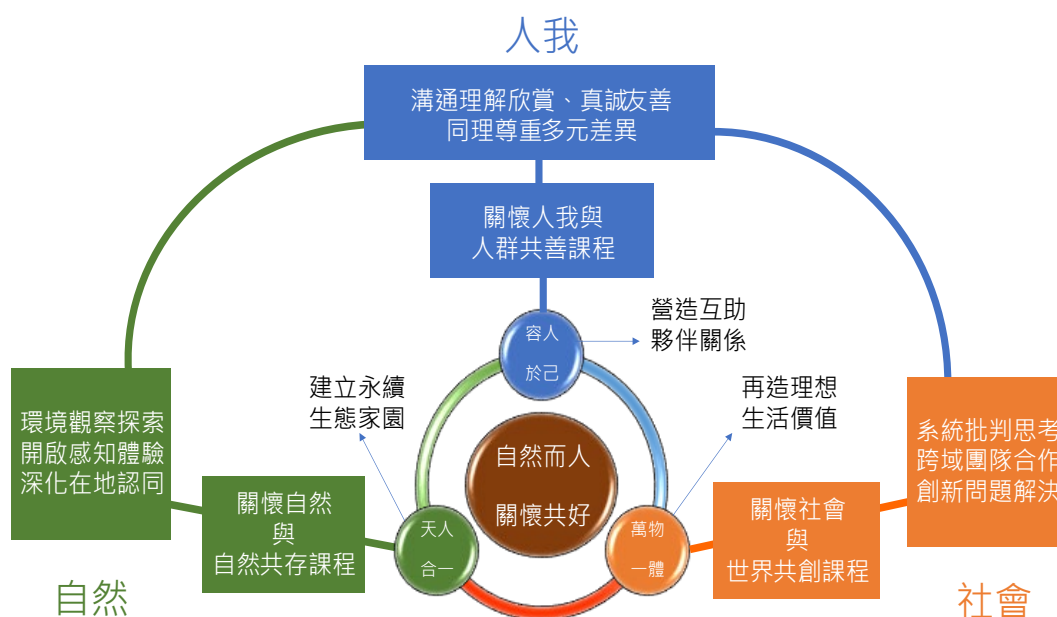 人我
溝通理解欣賞、真誠友善
同理尊重多元差異
關懷人我與
人群共善課程
容人
於己
營造互助
夥伴關係
建立永續
生態家園
再造理想
生活價值
自然而人
關懷共好
環境觀察探索
開啟感知體驗
深化在地認同
關懷自然
與
自然共存課程
天人
合一
萬物
一體
關懷社會
與
世界共創課程
系統批判思考
跨域團隊合作
創新問題解決
自然
社會